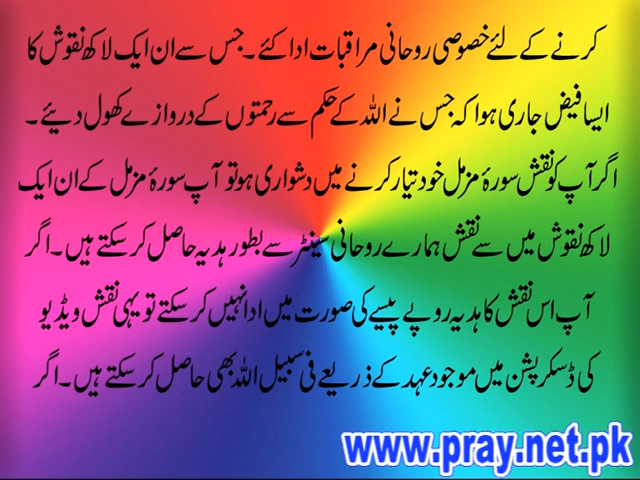 کرنے کے لئے خصوصی روحانی مراقبات ادا کئے۔ جس سے ان ایک لاکھ نقوش کا
ایسا فیض جاری ہوا کہ جس نے اللہ کے حکم سے رحمتوں کے دروازے کھول دیئے۔
اگر آپ کو نقش سورۂ مزمل خود تیار کرنے میں دشواری ہو تو آپ سورۂ مزمل کے ان ایک
لاکھ نقوش میں سے نقش ہمارے روحانی سینٹر سے بطور ہدیہ حاصل کر سکتے ہیں۔ اگر
آپ اس نقش کا ہدیہ روپے پیسے کی صورت میں ادا نہیں کر سکتے تو یہی نقش ویڈیو
کی ڈسکرپشن میں موجود عہد کے ذریعے فی سبیل اللہ بھی حاصل کر سکتے ہیں۔ اگر
www.pray.net.pk